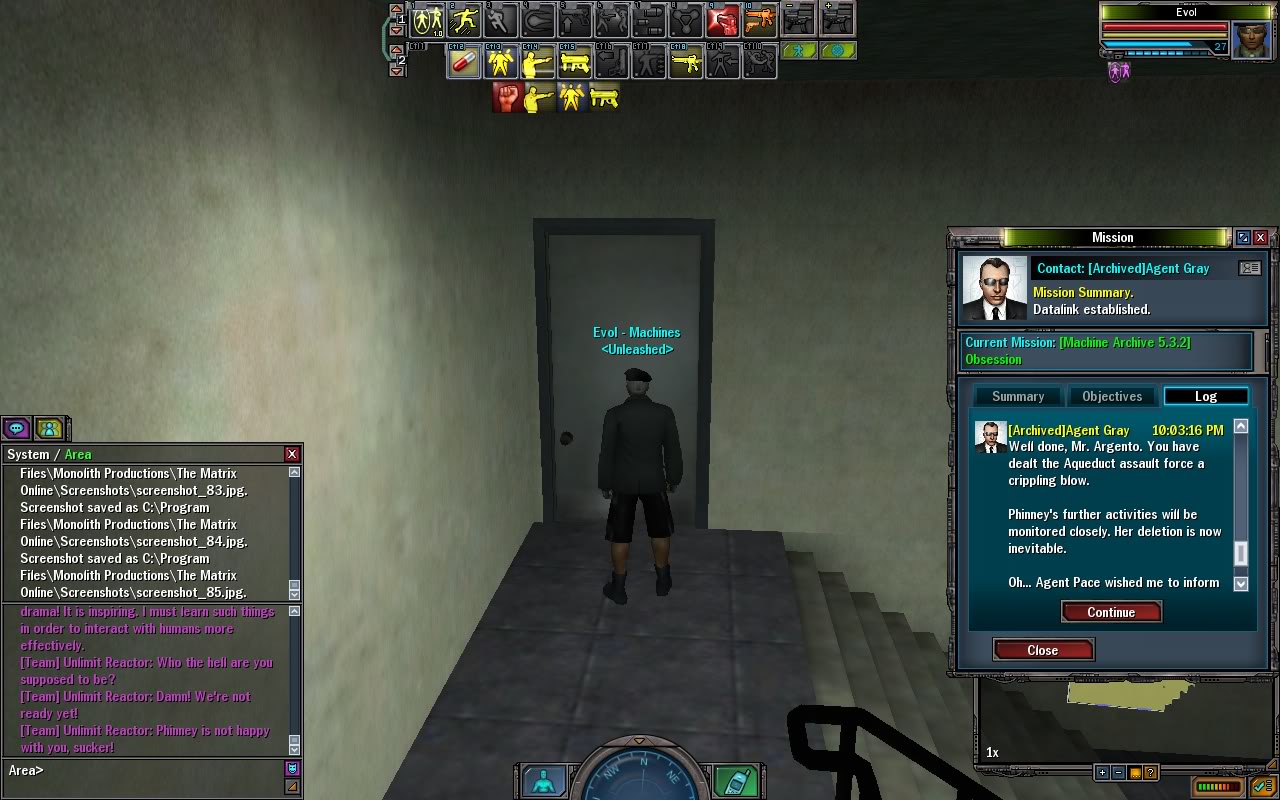 1
2
1.0
Evol
27
Evol - Machines
<Unleashed>
Mission
Contact: [Archived]Agent Gray
Mission Summary.
Datalink established.
Current Mission: [Machine Archive 5.3.2]
Obsession
Summary
Objectives
Log
[Archived]Agent Gray 10:03:16 PM
Well done, Mr. Argento. You have
dealt the Aqueduct assault force a
crippling blow.
Phinney's further activities will be
monitored closely. Her deletion is now
inevitable.
Oh... Agent Pace wished me to inform
Continue
Close
1x
System / Area
Files\Monolith Productions\The Matrix
Online\Screenshots\screenshot_83.jpg.
Screenshot saved as C:\Program
Files\Monolith Productions\The Matrix
Online\Screenshots\screenshot_84.jpg.
Screenshot saved as C:\Program
Files\Monolith Productions\The Matrix
Online\Screenshots\screenshot_85.jpg.
drama! It is inspiring. I must learn such things
in order to interact with humans more
effectively.
[Team] Unlimit Reactor: Who the hell are you
supposed to be?
[Team] Unlimit Reactor: Damn! We're not
ready yet!
[Team] Unlimit Reactor: Phinney is not happy
with you, sucker!
Area>
NW N NE